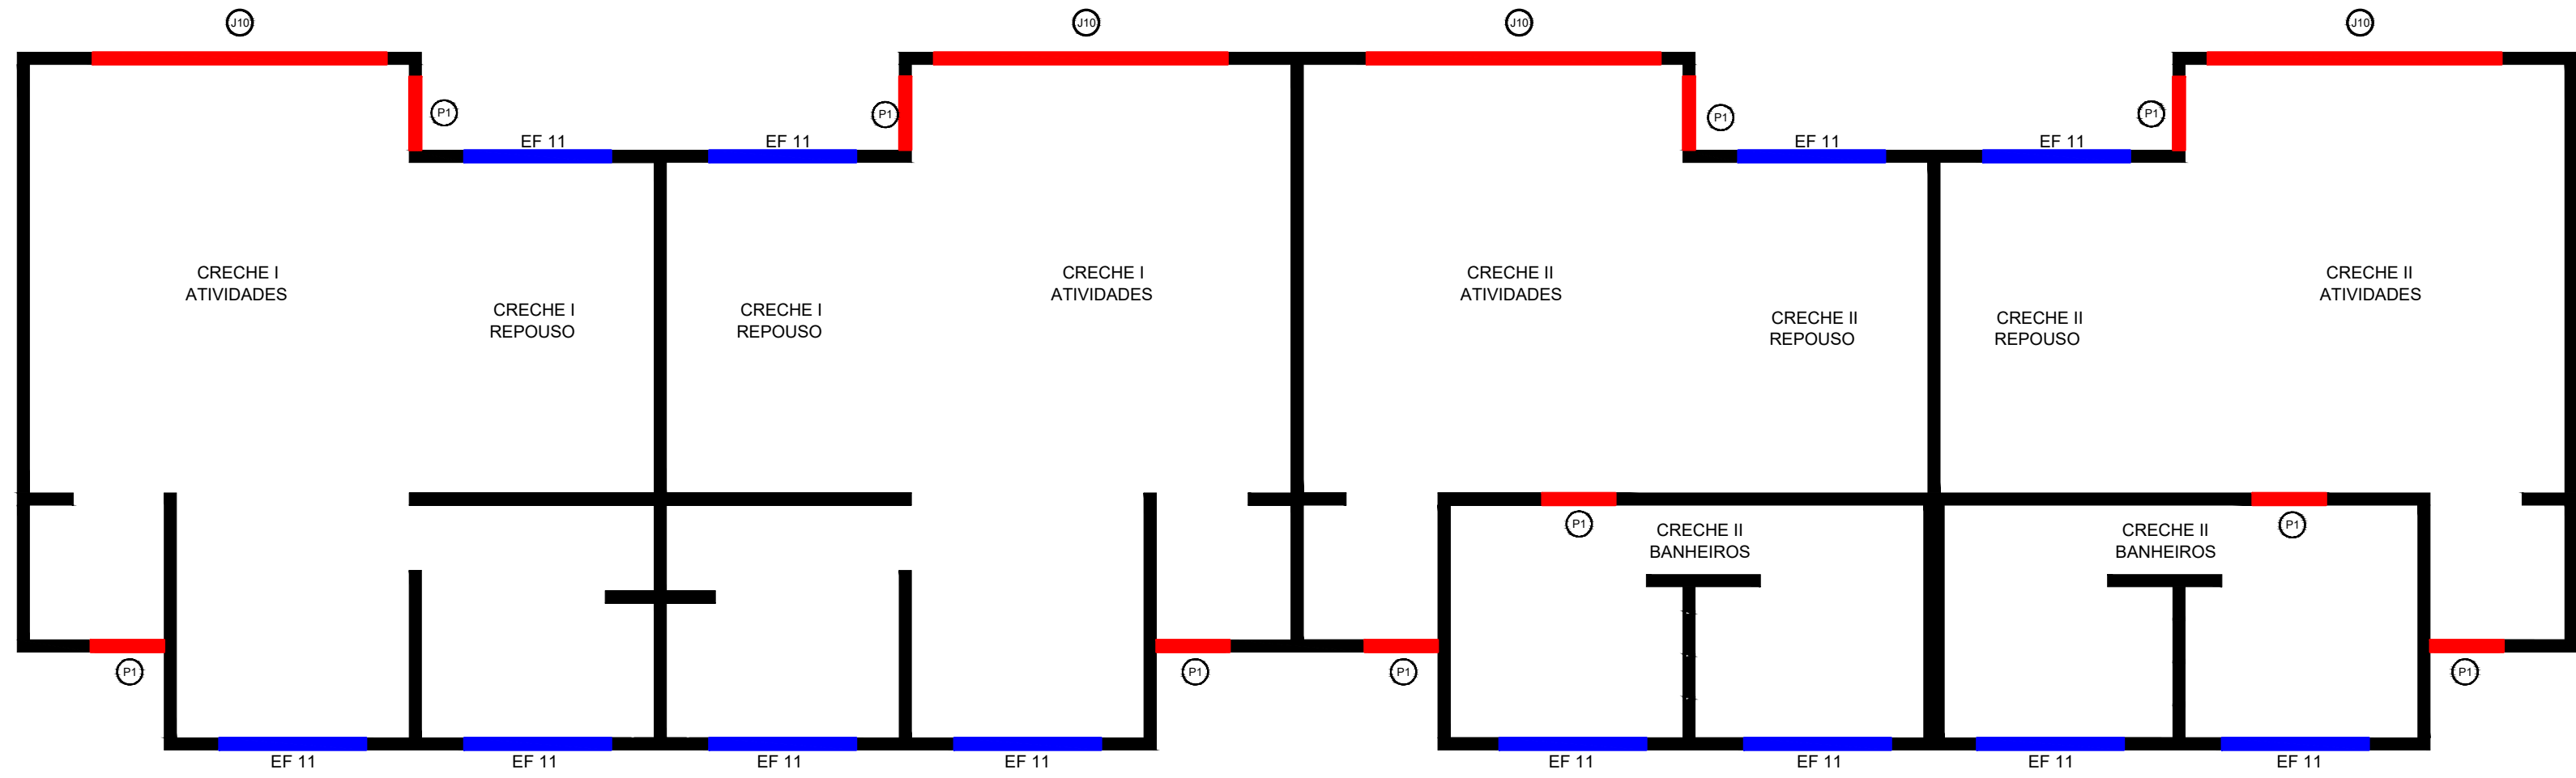 J10
J10
J10
J10
P1
P1
P1
P1
EF 11
EF 11
EF 11
EF 11
CRECHE I
ATIVIDADES
CRECHE I
REPOUSO
CRECHE I
REPOUSO
CRECHE I
ATIVIDADES
CRECHE II
ATIVIDADES
CRECHE II
REPOUSO
CRECHE II
REPOUSO
CRECHE II
ATIVIDADES
P1
CRECHE II
BANHEIROS
CRECHE II
BANHEIROS
P1
P1
P1
P1
P1
EF 11
EF 11
EF 11
EF 11
EF 11
EF 11
EF 11
EF 11